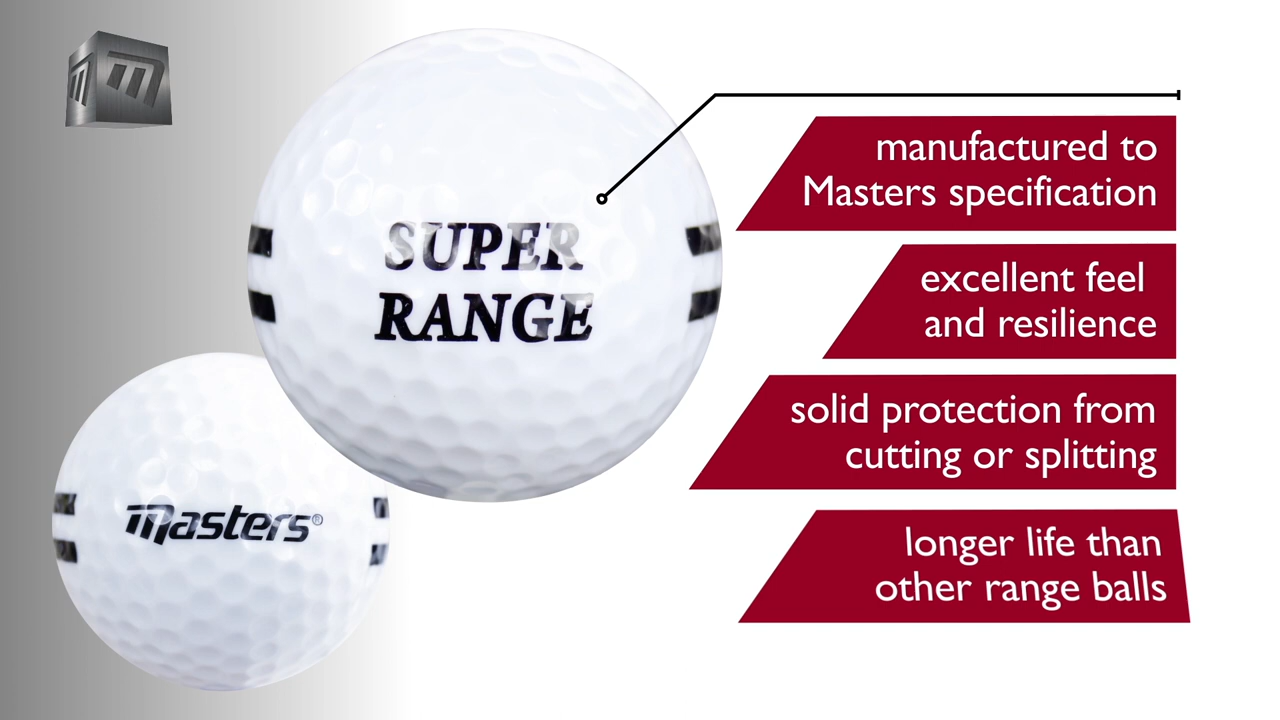 SUPER
RANGE
Masters®
manufactured to
Masters specification
excellent feel
and resilience
solid protection from
cutting or splitting
longer life than
other range balls